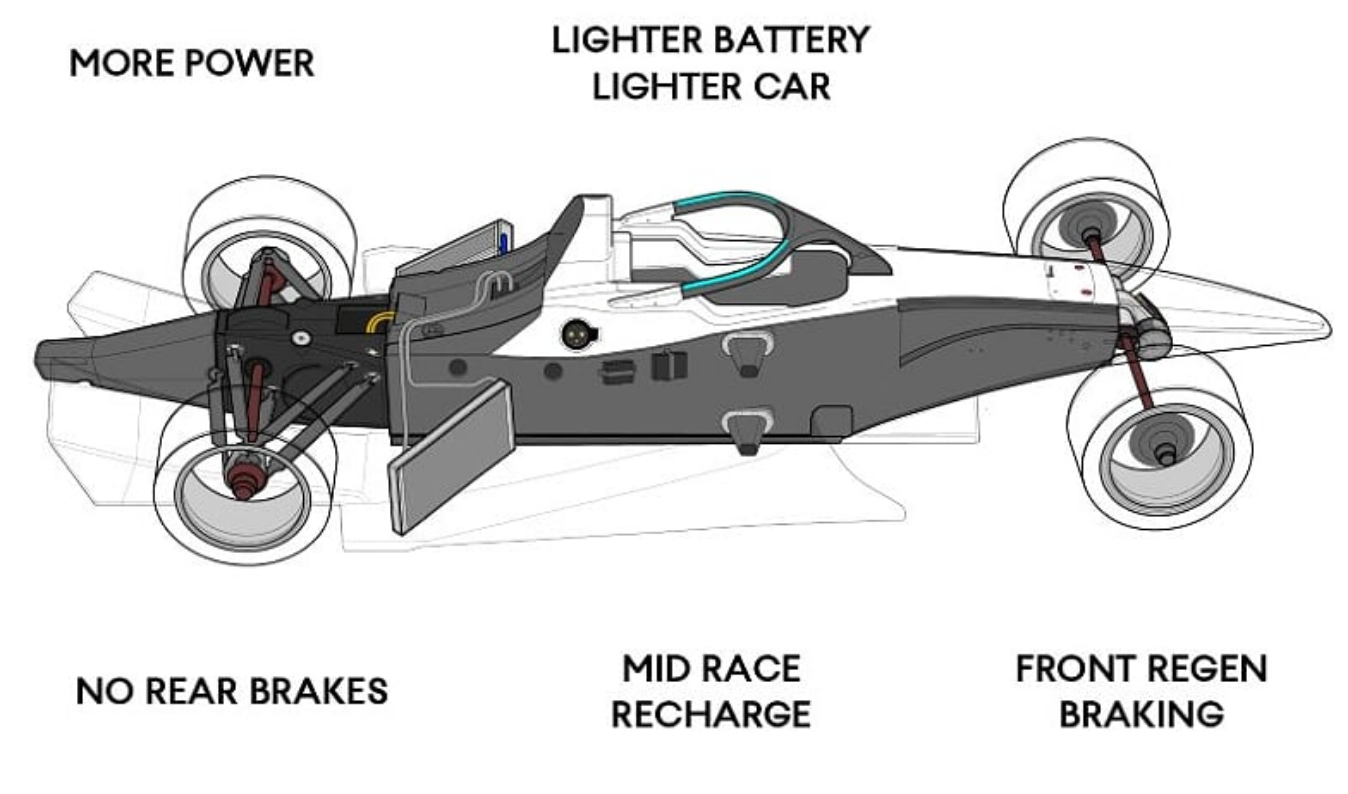 MORE POWER
LIGHTER BATTERY
LIGHTER CAR
NO REAR BRAKES
MID RACE
RECHARGE
FRONT REGEN
BRAKING